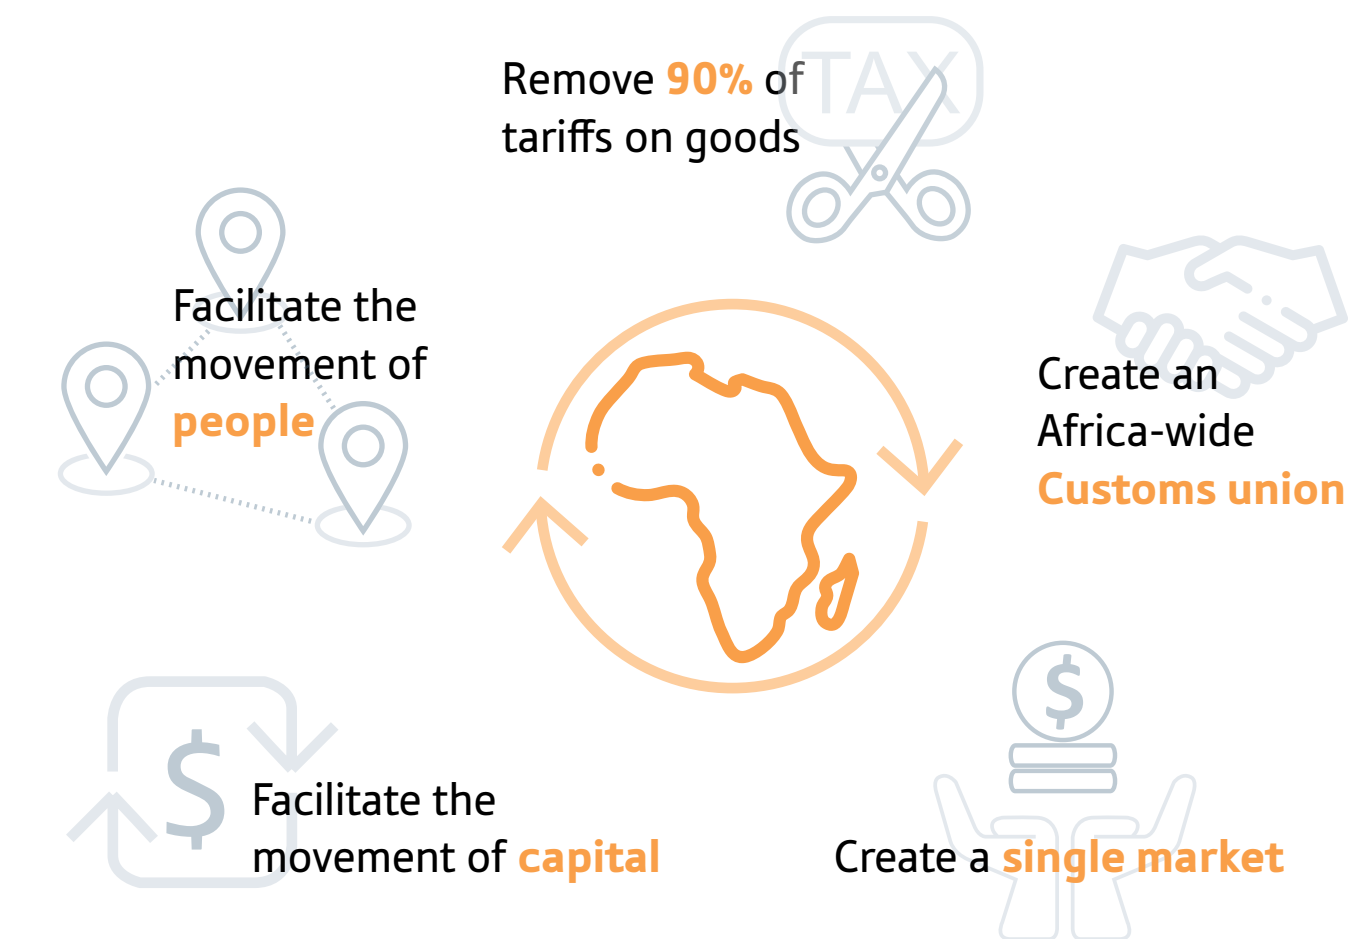 TAX
Remove 90% of
tariffs on goods
Facilitate the
movement of
people
Create an
Africa-wide
Customs union
$
$
Facilitate the
movement of capital
Create a single market